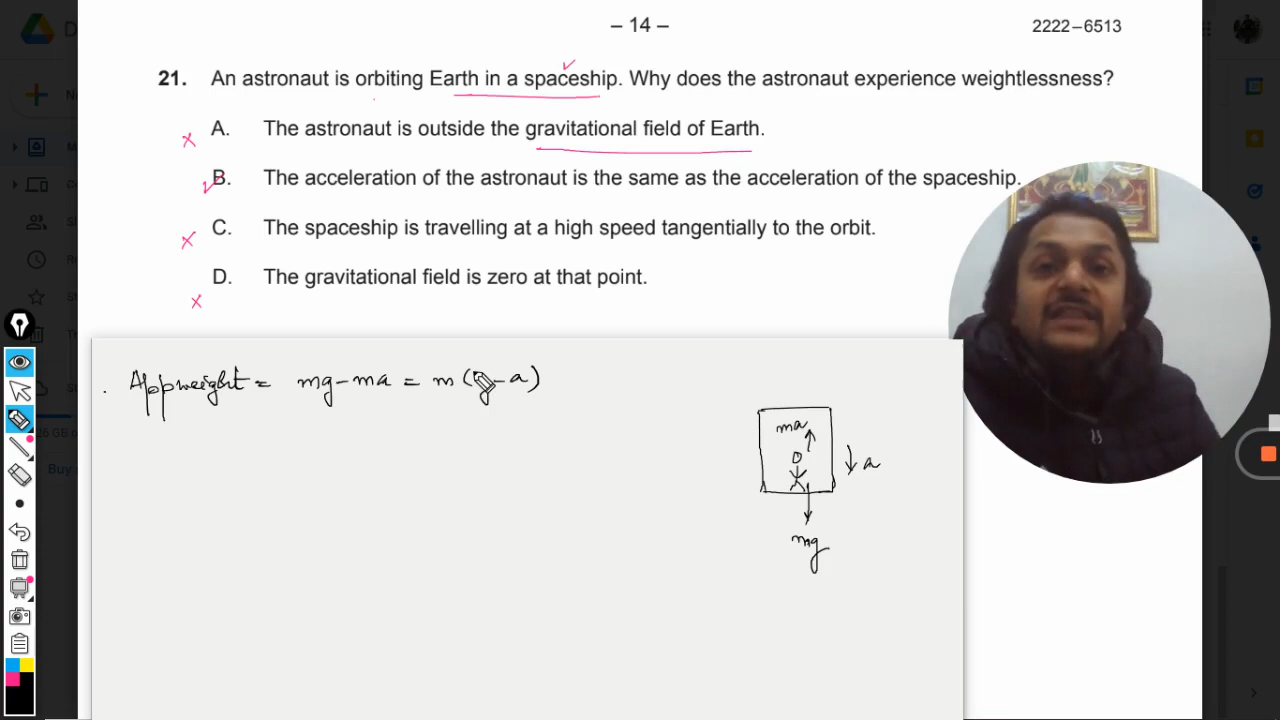 – 14 –
2222 – 6513
21. An astronaut is orbiting Earth in a spaceship. Why does the astronaut experience weightlessness?
A. The astronaut is outside the gravitational field of Earth.
B. The acceleration of the astronaut is the same as the acceleration of the spaceship.
C. The spaceship is travelling at a high speed tangentially to the orbit.
D. The gravitational field is zero at that point.
App weight = mg – ma = m (g – a)
ma
a
mg